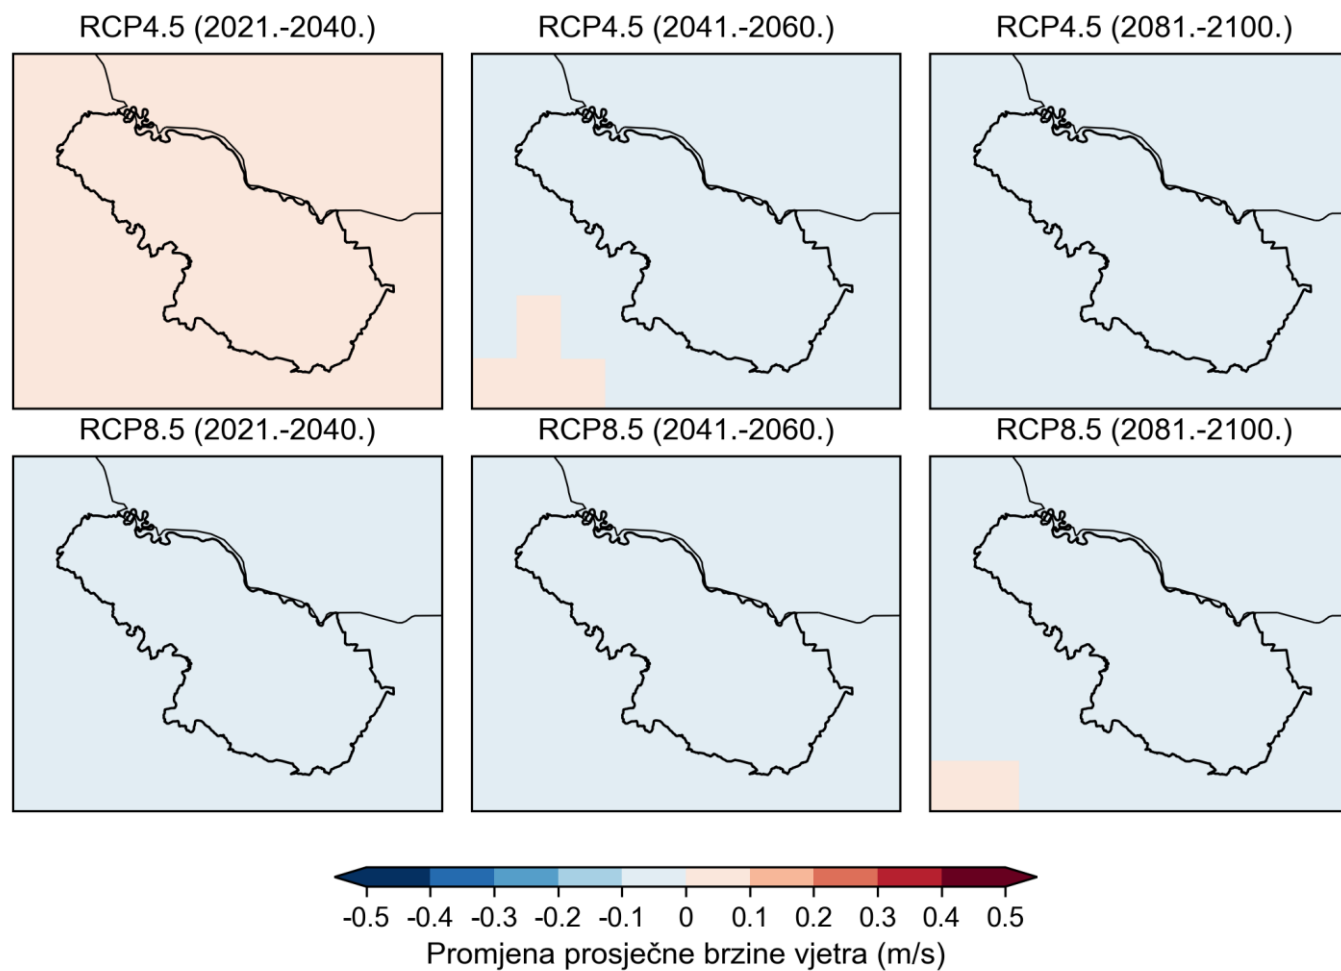 RCP4.5 (2021.-2040.) RCP4.5 (2041.-2060.) RCP4.5 (2081.-2100.)
RCP8.5 (2021.-2040.) RCP8.5 (2041.-2060.) RCP8.5 (2081.-2100.)
-0.5 -0.4 -0.3 -0.2 -0.1 0 0.1 0.2 0.3 0.4 0.5
Promjena prosječne brzine vjetra (m/s)